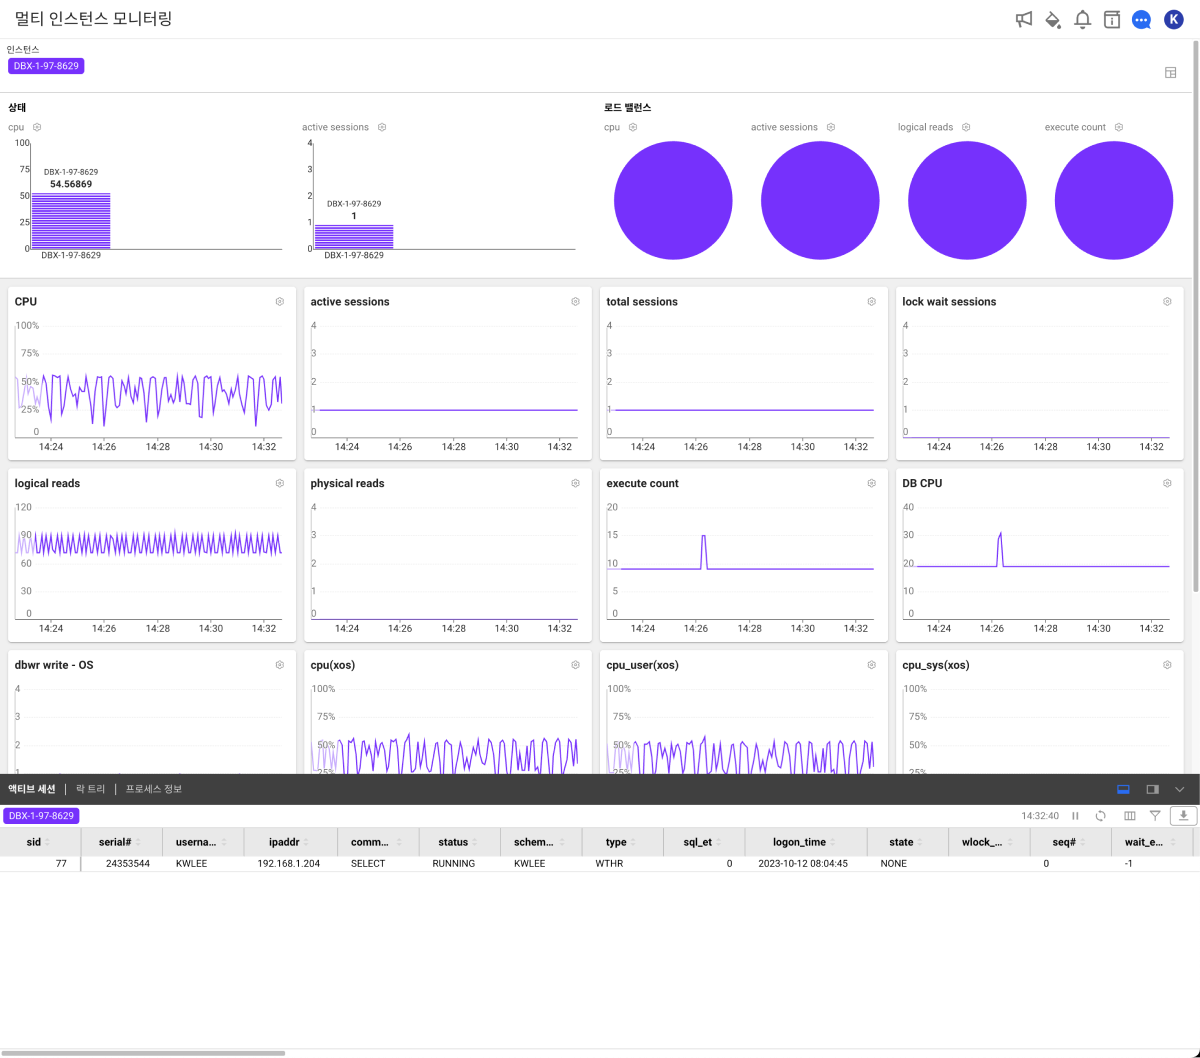 멀티 인스턴스 모니터링
K
인스턴스
DBX-1-97-8629
상태
cpu
100
75
50
25
0
DBX-1-97-8629
54.56869
DBX-1-97-8629
active sessions
4
3
2
1
0
DBX-1-97-8629
1
DBX-1-97-8629
로드 밸런스
cpu
active sessions
logical reads
execute count
CPU
100%
75%
50%
25%
0
14:24 14:26 14:28 14:30 14:32
active sessions
4
3
2
1
0
14:24 14:26 14:28 14:30 14:32
total sessions
4
3
2
1
0
14:24 14:26 14:28 14:30 14:32
lock wait sessions
4
3
2
1
0
14:24 14:26 14:28 14:30 14:32
logical reads
120
90
60
30
0
14:24 14:26 14:28 14:30 14:32
physical reads
4
3
2
1
0
14:24 14:26 14:28 14:30 14:32
execute count
20
15
10
5
0
14:24 14:26 14:28 14:30 14:32
DB CPU
40
30
20
10
0
14:24 14:26 14:28 14:30 14:32
dbwr write - OS
4
3
2
1
cpu(xos)
100%
75%
50%
25%
cpu_user(xos)
100%
75%
50%
25%
cpu_sys(xos)
100%
75%
50%
25%
액티브 세션 | 락 트리 | 프로세스 정보
DBX-1-97-8629
14:32:40
sid serial# userna... ipaddr comm... status schem... type sql_et logon_time state wlock_... seq# wait_e...
77 24353544 KWLEE 192.168.1.204 SELECT RUNNING KWLEE WTHR 0 2023-10-12 08:04:45 NONE 0 -1